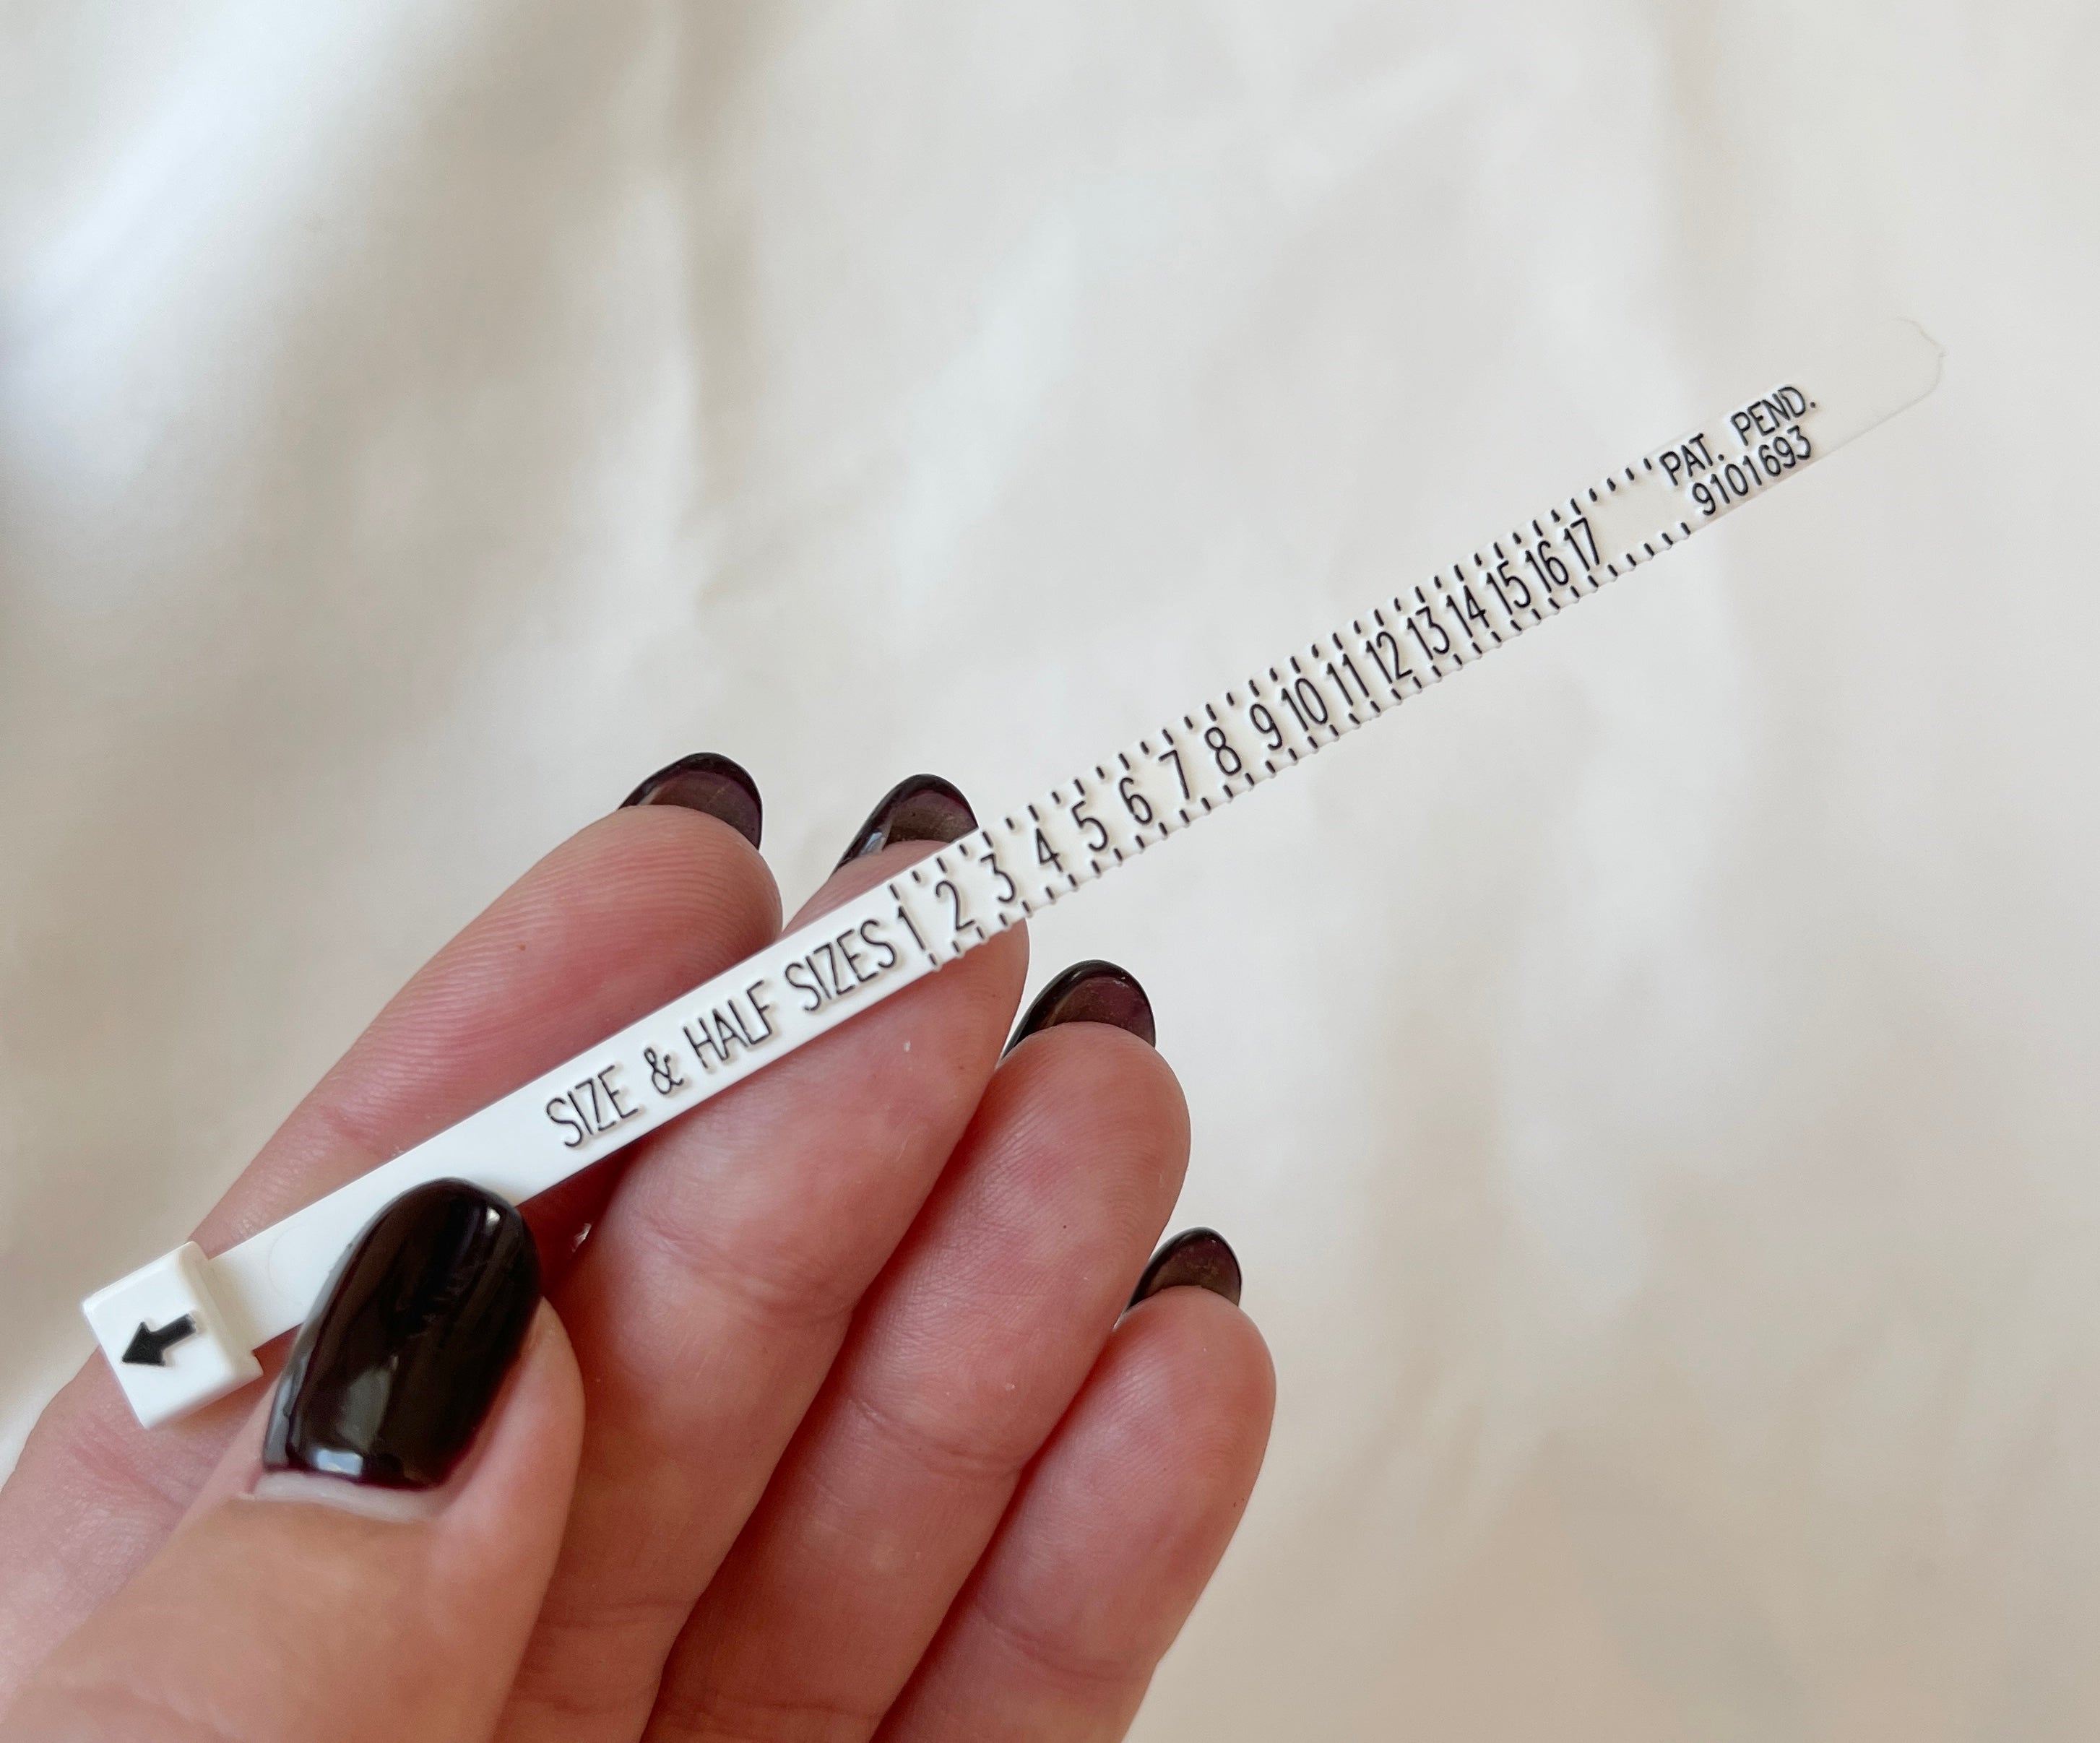 SIZE & HALF SIZES 1 2 3 4 5 6 7 8 9 10 11 12 13 14 15 16 17
PAT. PEND.
9101693